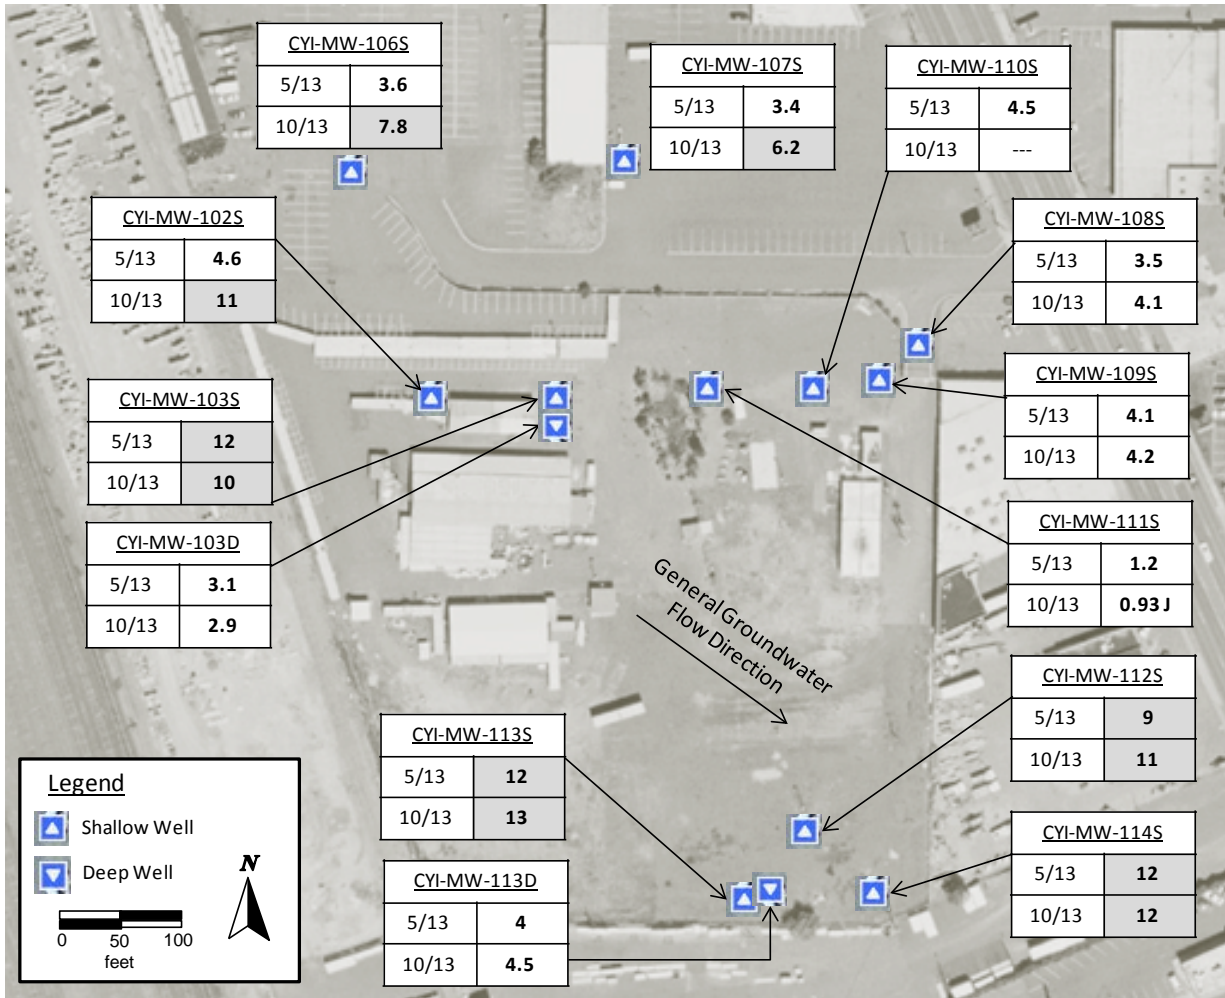 CYI-MW-106S
5/13 3.6
10/13 7.8
CYI-MW-107S
5/13 3.4
10/13 6.2
CYI-MW-110S
5/13 4.5
10/13 ---
CYI-MW-102S
5/13 4.6
10/13 11
CYI-MW-108S
5/13 3.5
10/13 4.1
CYI-MW-103S
5/13 12
10/13 10
CYI-MW-109S
5/13 4.1
10/13 4.2
CYI-MW-103D
5/13 3.1
10/13 2.9
CYI-MW-111S
5/13 1.2
10/13 0.93 J
General Groundwater
Flow Direction
CYI-MW-112S
5/13 9
10/13 11
CYI-MW-113S
5/13 12
10/13 13
CYI-MW-114S
5/13 12
10/13 12
CYI-MW-113D
5/13 4
10/13 4.5
Legend
Shallow Well
Deep Well
N
0 50 100
feet